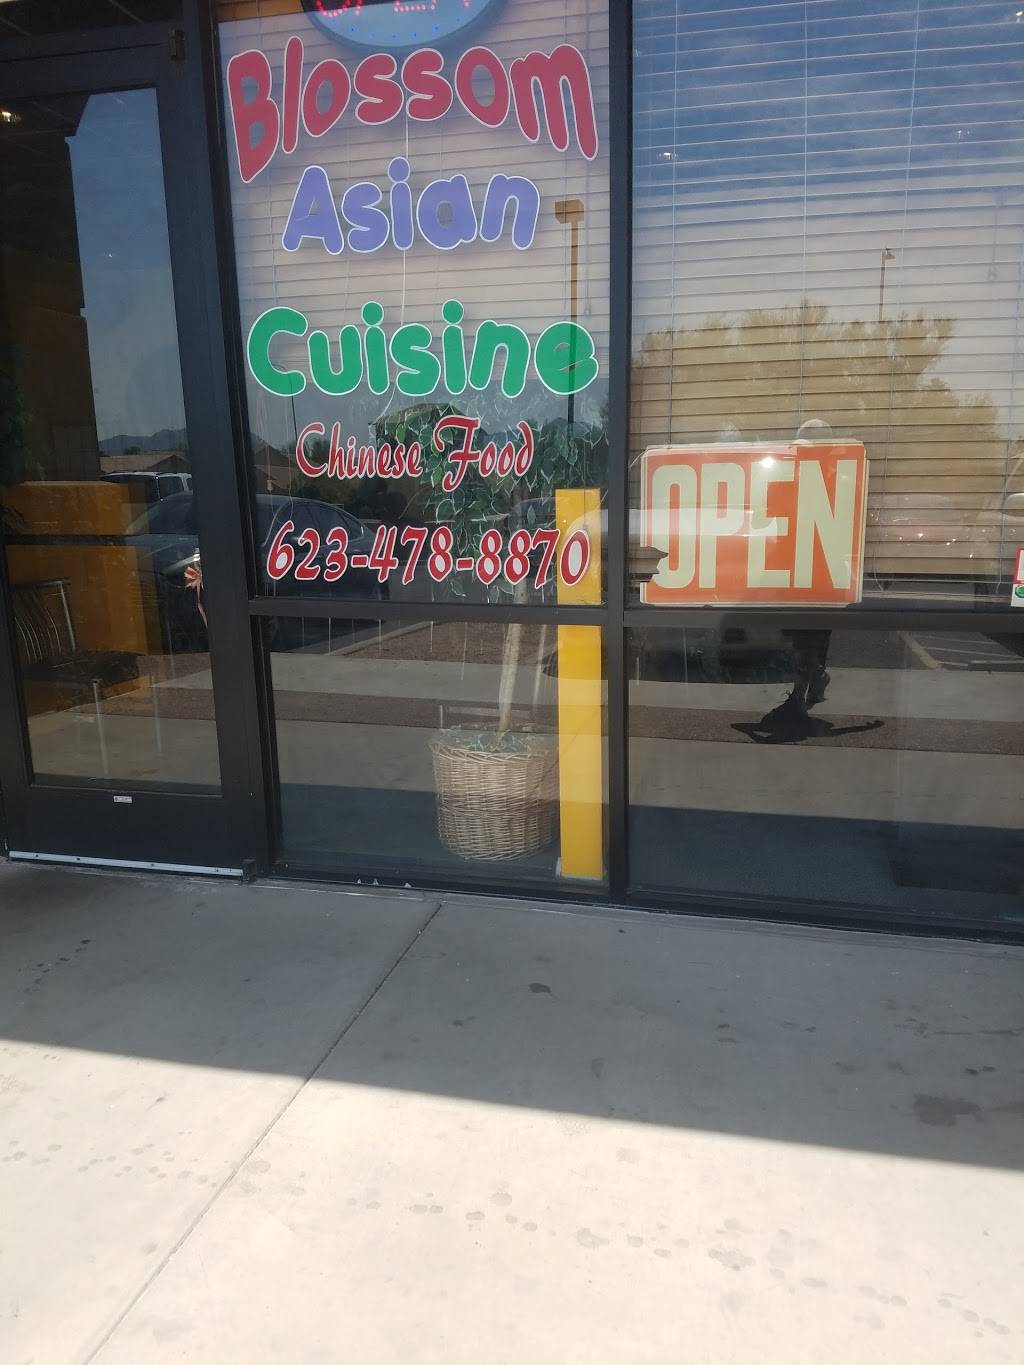 Blossom
Asian
Cuisine
Chinese Food
623-478-8870
OPEN